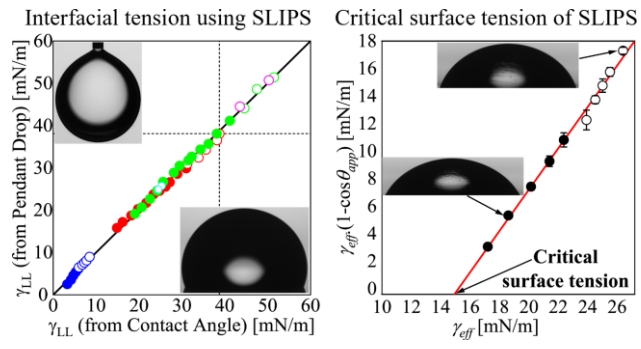 Interfacial tension using SLIPS
Critical surface tension of SLIPS
γLL
(from Pendant Drop) [mN/m]
60
50
40
30
20
10
0
0 10 20 30 40 50 60
γLL (from Contact Angle) [mN/m]
γeff(1-cosθapp) [mN/m]
18
16
14
12
10
8
6
4
2
0
Critical
surface tension
10 12 14 16 18 20 22 24 26
γeff [mN/m]